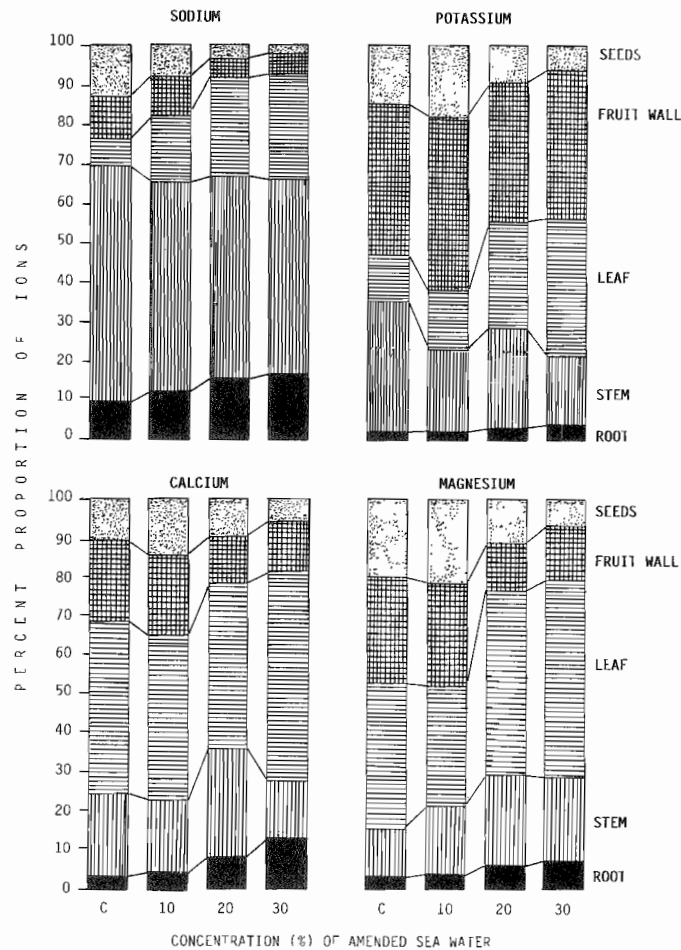 SODIUM
POTASSIUM
100
90
80
70
60
50
40
30
20
10
0
SEEDS
FRUIT WALL
LEAF
STEM
ROOT
PERCENT PROPORTION OF IONS
CALCIUM
MAGNESIUM
100
90
80
70
60
50
40
30
20
10
0
SEEDS
FRUIT WALL
LEAF
STEM
ROOT
C 10 20 30 C 10 20 30
CONCENTRATION (%) OF AMENDED SEA WATER